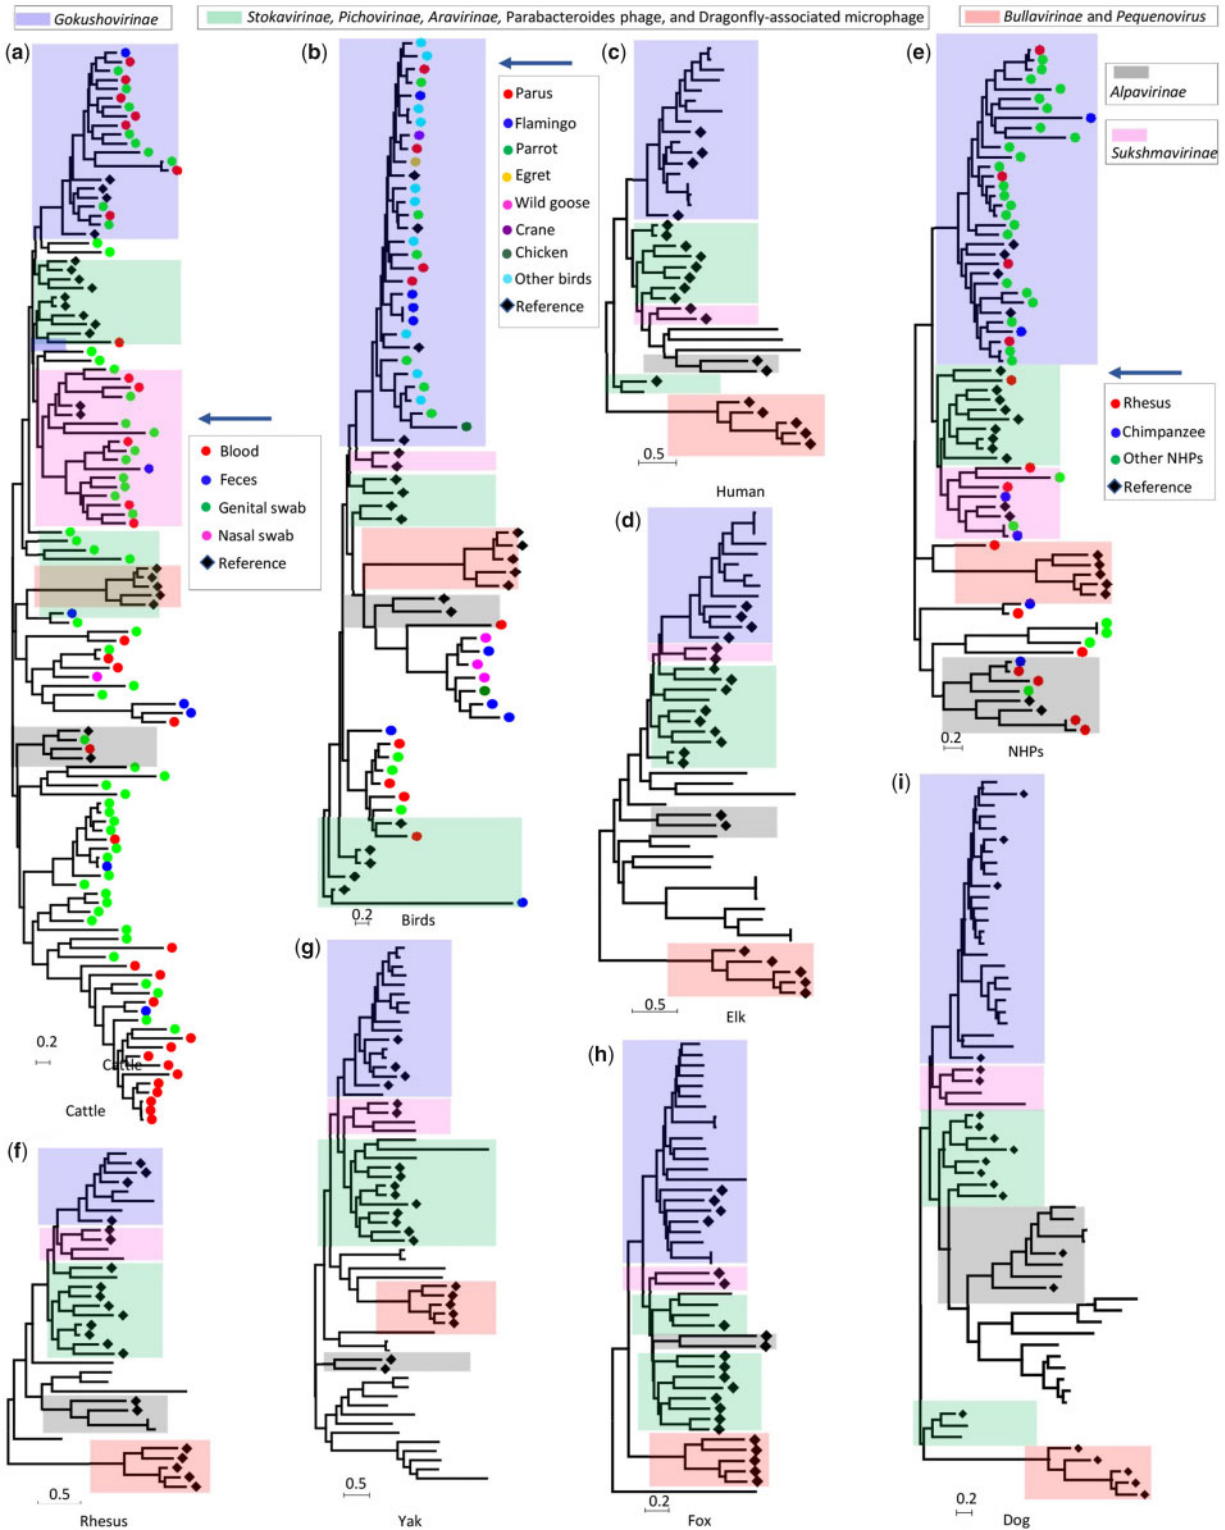 Gokushovirinae
Stokavirinae, Pichovirinae, Aravirinae, Parabacteroides phage, and Dragonfly-associated microphage
Bullavirinae and Pequenovirus
(a)
Blood
Feces
Genital swab
Nasal swab
Reference
0.2
Cattle
Cattle
(b)
Parus
Flamingo
Parrot
Egret
Wild goose
Crane
Chicken
Other birds
Reference
0.2
Birds
(c)
0.5
Human
(d)
0.5
Elk
(e)
Alpavirinae
Sukshmavirinae
Rhesus
Chimpanzee
Other NHPs
Reference
0.2
NHPs
(f)
0.5
Rhesus
(g)
0.5
Yak
(h)
0.2
Fox
(i)
0.2
Dog